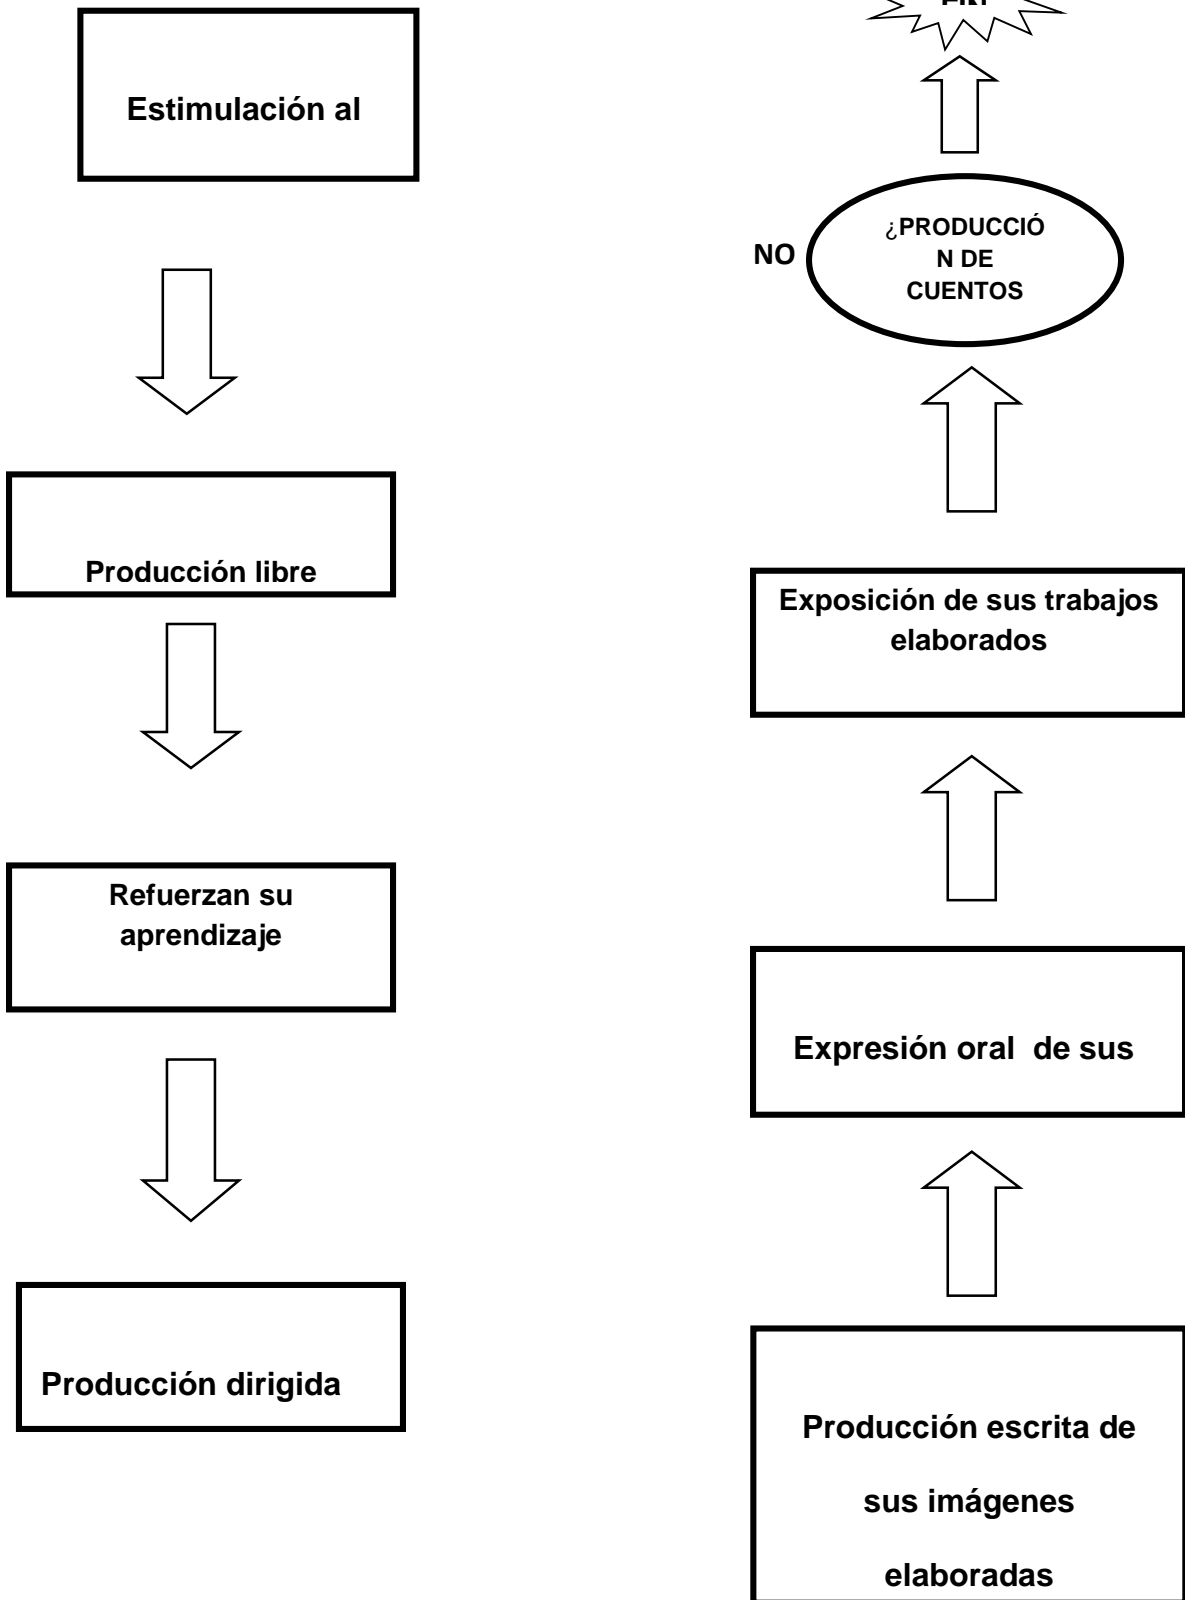 Estimulación al
Producción libre
Refuerzan su
aprendizaje
Producción dirigida
FIN
NO
¿PRODUCCIÓ
N DE
CUENTOS
Exposición de sus trabajos
elaborados
Expresión oral  de sus
Producción escrita de
sus imágenes
elaboradas